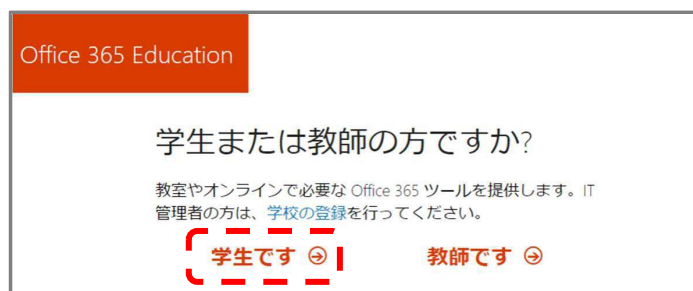 Office 365 Education
学生または教師の方ですか?
教室やオンラインで必要な Office 365 ツールを提供します。IT
管理者の方は、学校の登録を行ってください。
学生です
教師です